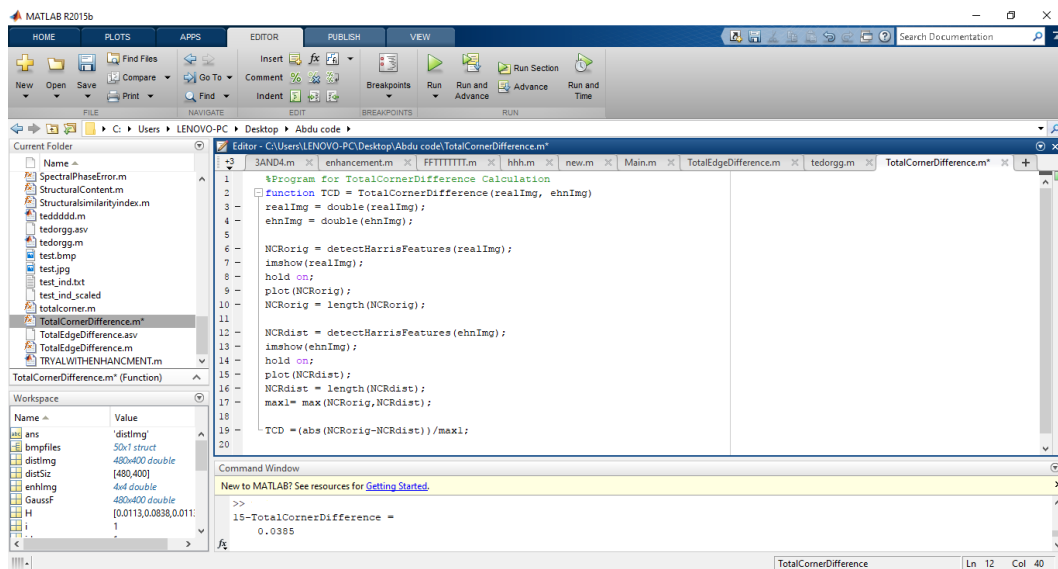 MATLAB R2015b
HOME PLOTS APPS EDITOR PUBLISH VIEW Search Documentation
New Open Save Find Files Compare Print Go To Find Insert fx Comment Indent Breakpoints Run Run and Advance Run Section Advance Run and Time
FILE NAVIGATE EDIT BREAKPOINTS RUN
C: Users LENOVO-PC Desktop Abdu code
Current Folder
Name
SpectralPhaseError.m
StructuralContent.m
Structuralsimilarityindex.m
teddddd.m
tedorgg.asv
tedorgg.m
test.bmp
test.jpg
test_ind.txt
test_ind_scaled
totalcorner.m
TotalCornerDifference.m*
TotalEdgeDifference.asv
TotalEdgeDifference.m
TRYALWITHENHANCMENT.m
TotalCornerDifference.m* (Function)
Workspace
Name Value
ans 'distImg'
bmpfiles 50x1 struct
distImg 480x400 double
distSiz [480,400]
enhImg 4x4 double
GaussF 480x400 double
H [0.0113,0.0838,0.011
i 1
Editor - C:\Users\LENOVO-PC\Desktop\Abdu code\TotalCornerDifference.m*
+3 3AND4.m enhancement.m FFTTTTTTT.m hhh.m new.m Main.m TotalEdgeDifference.m tedorgg.m TotalCornerDifference.m* +
1 %Program for TotalCornerDifference Calculation
2 function TCD = TotalCornerDifference(realImg, ehnImg)
3 - realImg = double(realImg);
4 - ehnImg = double(ehnImg);
5
6 - NCRorig = detectHarrisFeatures(realImg);
7 - imshow(realImg);
8 - hold on;
9 - plot(NCRorig);
10 - NCRorig = length(NCRorig);
11
12 - NCRdist = detectHarrisFeatures(ehnImg);
13 - imshow(ehnImg);
14 - hold on;
15 - plot(NCRdist);
16 - NCRdist = length(NCRdist);
17 - max1= max(NCRorig,NCRdist);
18
19 - TCD =(abs(NCRorig-NCRdist))/max1;
20
Command Window
New to MATLAB? See resources for Getting Started.
>>
15-TotalCornerDifference =
0.0385
fx
TotalCornerDifference Ln 12 Col 40